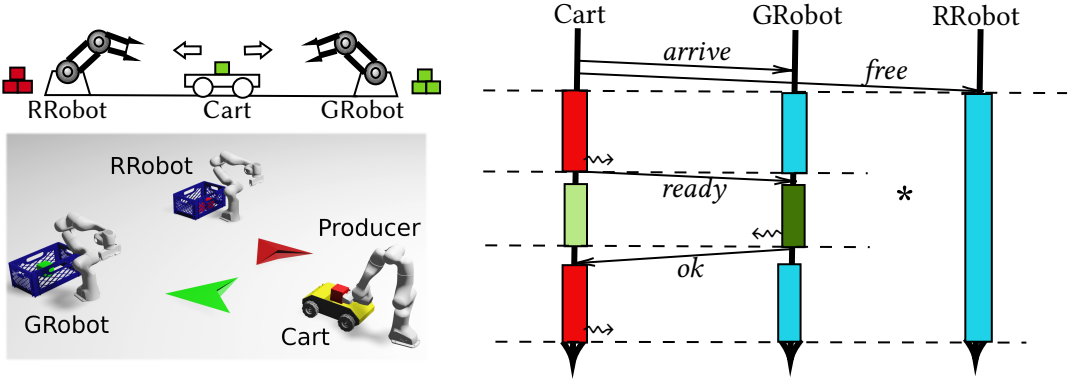 RRobot
Cart
GRobot
RRobot
Producer
GRobot
Cart
Cart
GRobot
RRobot
arrive
free
ready
*
ok